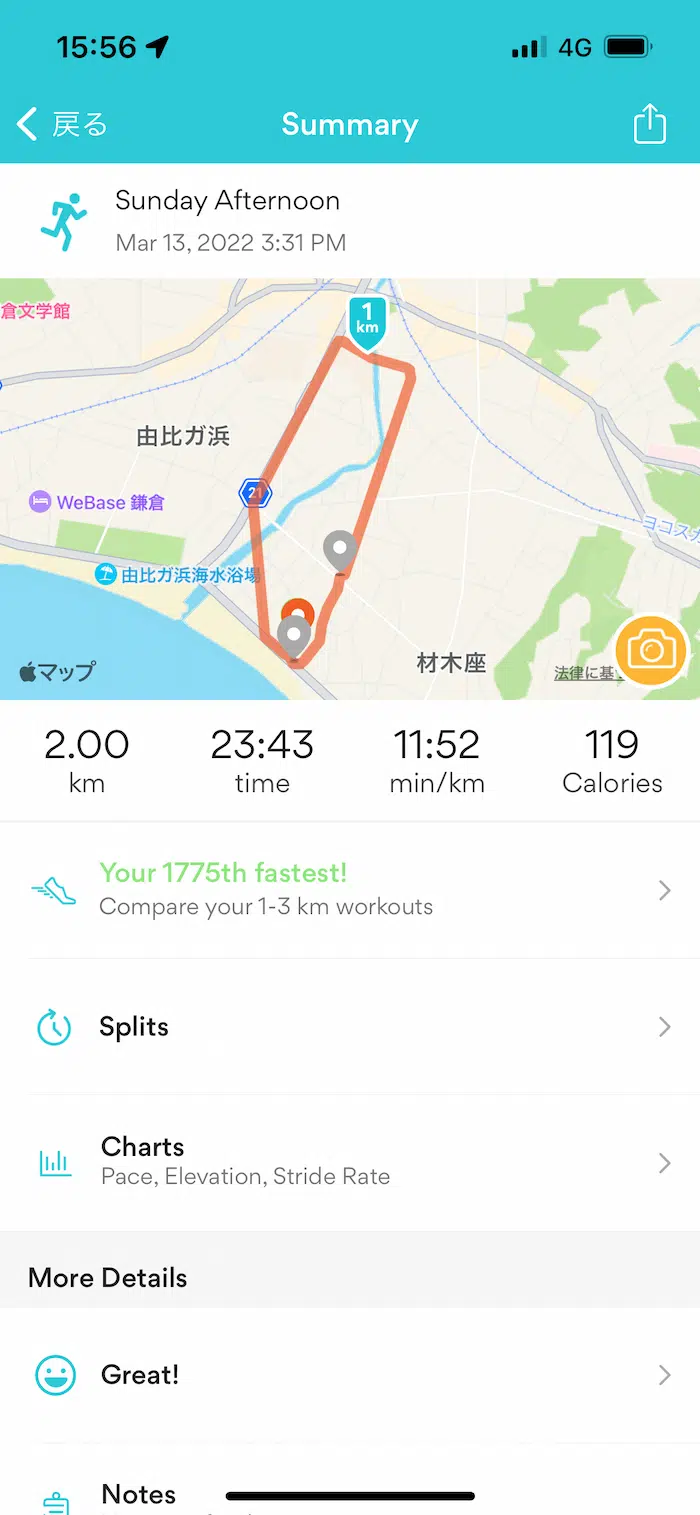 15:56
4G
戻る
Summary
Sunday Afternoon
Mar 13, 2022 3:31 PM
倉文学館
1
km
由比ガ浜
21
WeBase 鎌倉
ヨコスカ
由比ガ浜海水浴場
材木座
マップ
法律に基
2.00
23:43
11:52
119
km
time
min/km
Calories
Your 1775th fastest!
Compare your 1-3 km workouts
Splits
Charts
Pace, Elevation, Stride Rate
More Details
Great!
Notes